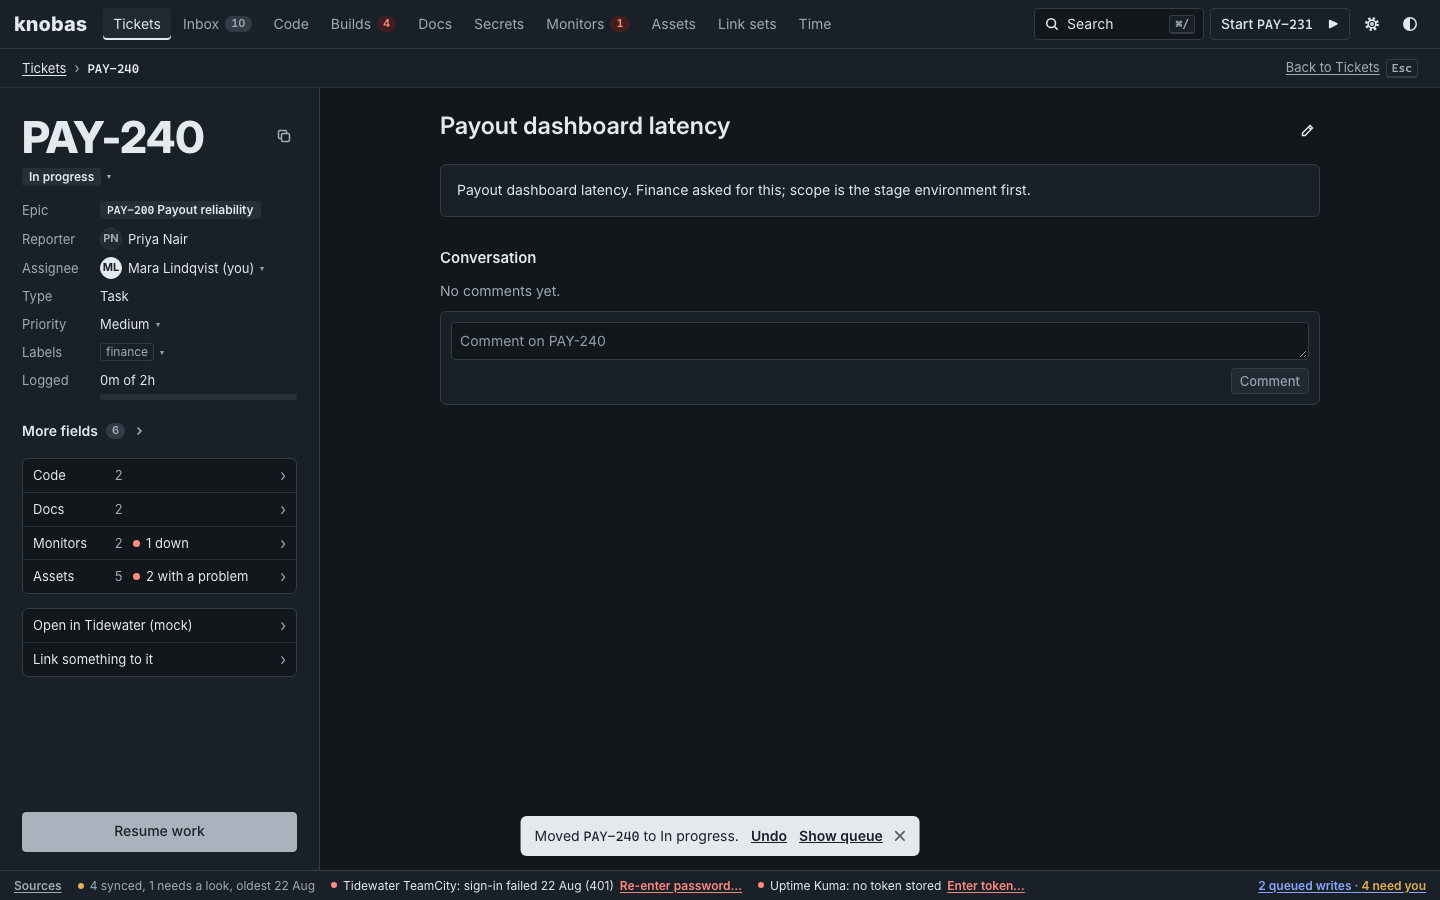 knobas
Tickets
Inbox 10
Code
Builds 4
Docs
Secrets
Monitors 1
Assets
Link sets
Time
Search ⌘/
Start PAY-231 ▶
Tickets › PAY-240
Back to Tickets Esc
PAY-240
In progress ▾
Epic PAY-200 Payout reliability
Reporter PN Priya Nair
Assignee ML Mara Lindqvist (you) ▾
Type Task
Priority Medium ▾
Labels finance ▾
Logged 0m of 2h
More fields 6 ›
Code 2 ›
Docs 2 ›
Monitors 2 1 down ›
Assets 5 2 with a problem ›
Open in Tidewater (mock) ›
Link something to it ›
Resume work
Payout dashboard latency
Payout dashboard latency. Finance asked for this; scope is the stage environment first.
Conversation
No comments yet.
Comment on PAY-240
Comment
Moved PAY-240 to In progress. Undo Show queue ✕
Sources 4 synced, 1 needs a look, oldest 22 Aug Tidewater TeamCity: sign-in failed 22 Aug (401) Re-enter password... Uptime Kuma: no token stored Enter token... 2 queued writes · 4 need you